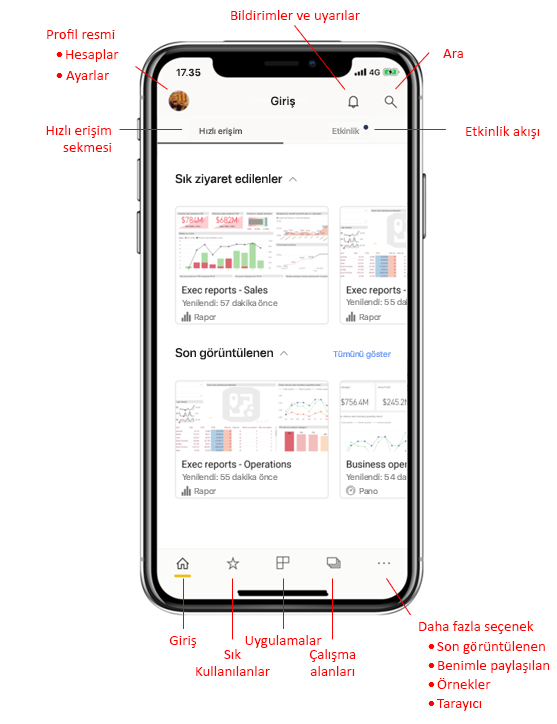 Bildirimler ve uyarılar
Profil resmi
• Hesaplar
• Ayarlar
Ara
17.35
4G
Giriş
Hızlı erişim
sekmesi
Hızlı erişim
Etkinlik
Etkinlik akışı
Sık ziyaret edilenler
$784M
$682M
Exec reports - Sales
Yenilendi: 57 dakika önce
Rapor
Exec repor
Yenilendi: 55 da
Rapor
Son görüntülenen
Tümünü göster
$756.4M
$245.2
Exec reports - Operations
Yenilendi: 55 dakika önce
Rapor
Business oper
Yenilendi: 54 da
Pano
Giriş
Sık
Kullanılanlar
Uygulamalar
Çalışma
alanları
Daha fazla seçenek
• Son görüntülenen
• Benimle paylaşılan
• Örnekler
• Tarayıcı